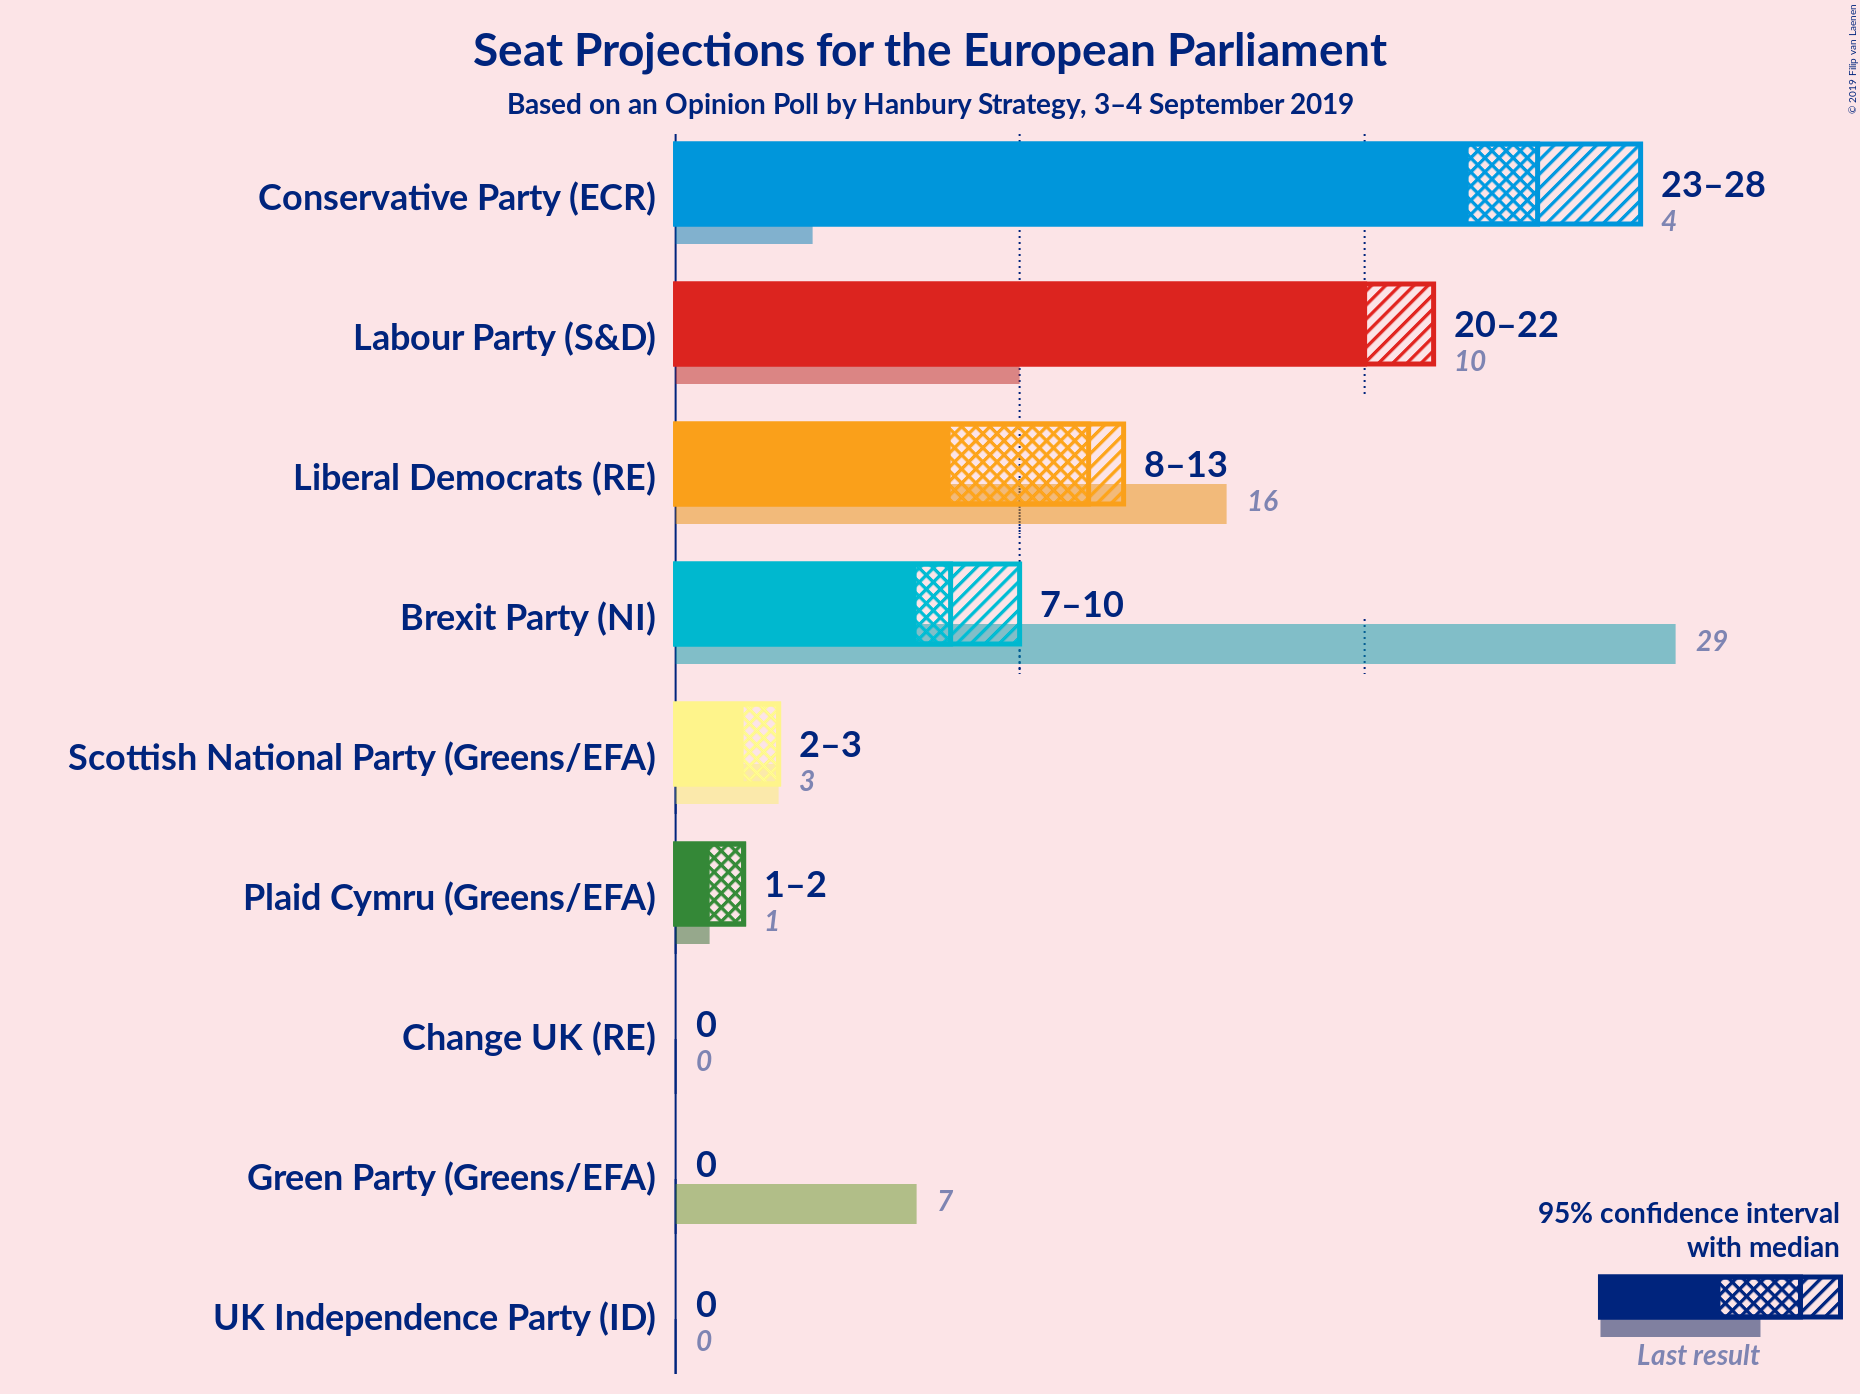 Seat Projections for the European Parliament
Based on an Opinion Poll by Hanbury Strategy, 3–4 September 2019
© 2019 Filip van Laenen
Conservative Party (ECR)
23–28
4
Labour Party (S&D)
20–22
10
Liberal Democrats (RE)
8–13
16
Brexit Party (NI)
7–10
29
Scottish National Party (Greens/EFA)
2–3
3
Plaid Cymru (Greens/EFA)
1–2
1
Change UK (RE)
0
0
Green Party (Greens/EFA)
0
7
UK Independence Party (ID)
0
0
95% confidence interval
with median
Last result